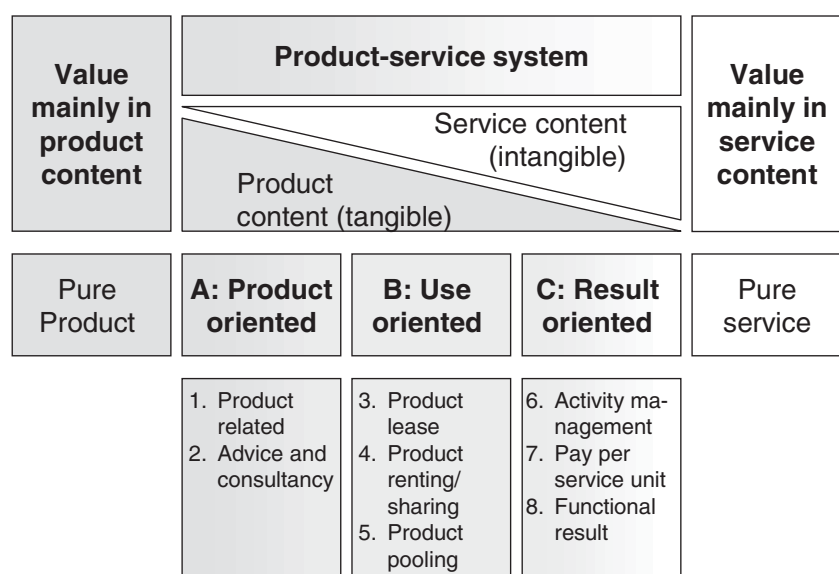 Value
mainly in
product
content
Product-service system
Service content
(intangible)
Product
content (tangible)
Value
mainly in
service
content
Pure
Product
A: Product
oriented
B: Use
oriented
C: Result
oriented
Pure
service
1. Product
related
2. Advice and
consultancy
3. Product
lease
4. Product
renting/
sharing
5. Product
pooling
6. Activity ma-
nagement
7. Pay per
service unit
8. Functional
result